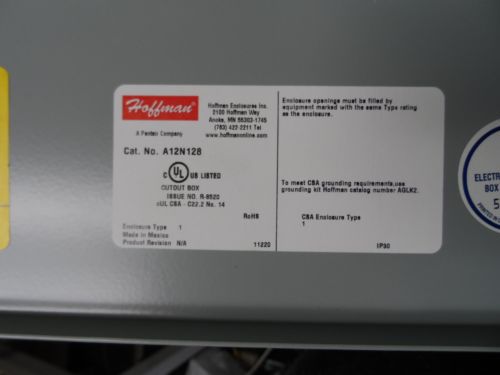 Hoffman
A Pentair Company
Hoffman Enclosures Inc.
2100 Hoffman Way
Anoka, MN 55303-1745
(763) 422-2211 Tel
www.hoffmanonline.com
Cat. No. A12N128
C UL US LISTED
CUTOUT BOX
ISSUE NO. R-8520
cUL CSA - C22.2 No. 14
RoHS
Enclosure Type 1
Made in Mexico
Product Revision N/A
11220
Enclosure openings must be filled by
equipment marked with the same Type rating
as the enclosure.
To meet CSA grounding requirements,use
grounding kit Hoffman catalog number AGLK2.
CSA Enclosure Type
1
IP30
ELECTR
BOX